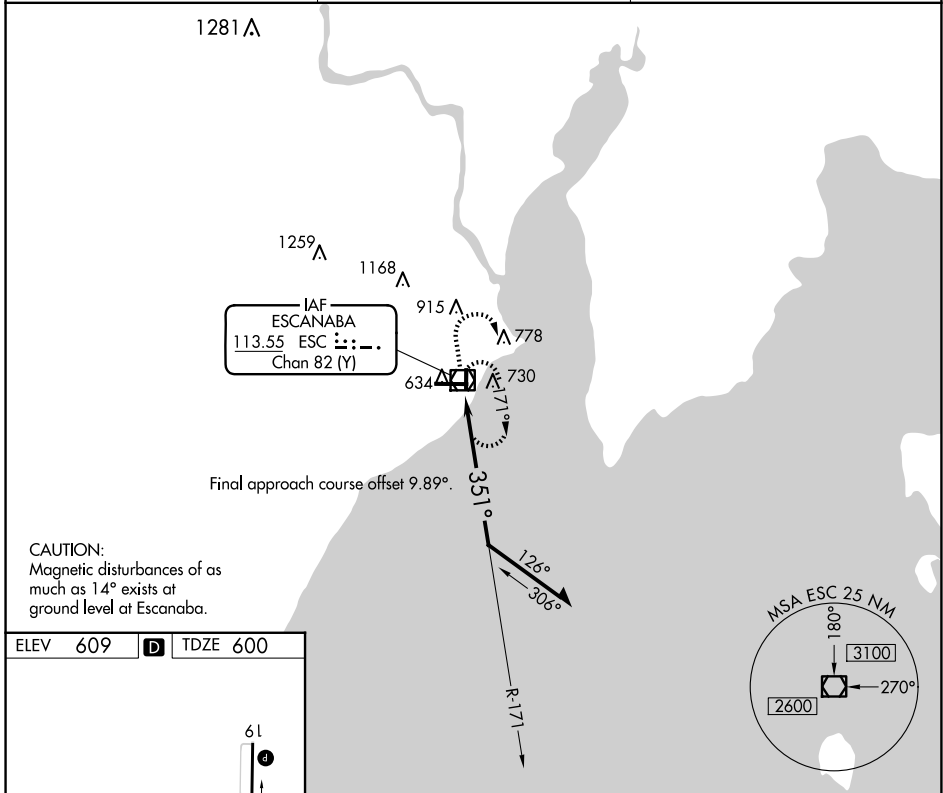 1281
1259
1168
915
778
IAF
ESCANABA
113.55 ESC
Chan 82 (Y)
634
730
171°
351°
Final approach course offset 9.89°.
126°
306°
CAUTION:
Magnetic disturbances of as
much as 14° exists at
ground level at Escanaba.
MSA ESC 25 NM
180°
3100
270°
2600
R-171
ELEV 609 D TDZE 600
19
P